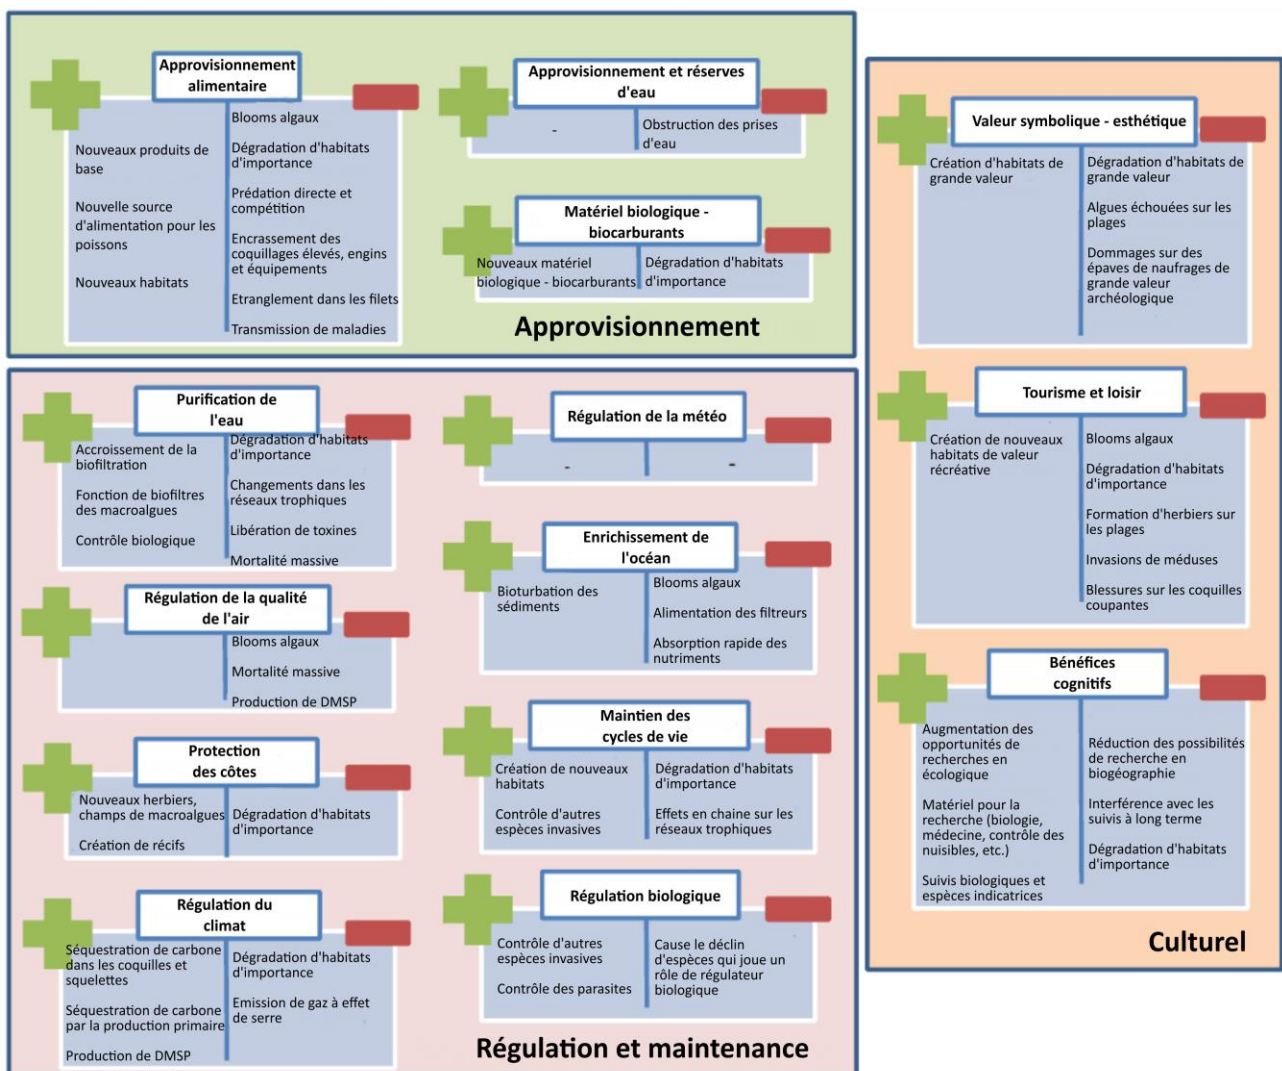 Approvisionnement
alimentaire
Nouveaux produits de
base
Nouvelle source
d'alimentation pour les
poissons
Nouveaux habitats
Blooms algaux
Dégradation d'habitats
d'importance
Prédation directe et
compétition
Encrassement des
coquillages élevés, engins
et équipements
Etranglement dans les filets
Transmission de maladies
Approvisionnement et réserves
d'eau
-
Obstruction des prises
d'eau
Matériel biologique -
biocarburants
Nouveaux matériel
biologique - biocarburants
Dégradation d'habitats
d'importance
Approvisionnement
Purification de
l'eau
Accroissement de la
biofiltration
Fonction de biofiltres
des macroalgues
Contrôle biologique
Dégradation d'habitats
d'importance
Changements dans les
réseaux trophiques
Libération de toxines
Mortalité massive
Régulation de la qualité
de l'air
Blooms algaux
Mortalité massive
Production de DMSP
Protection
des côtes
Nouveaux herbiers,
champs de macroalgues
Création de récifs
Dégradation d'habitats
d'importance
Régulation du
climat
Séquestration de carbone
dans les coquilles et
squelettes
Séquestration de carbone
par la production primaire
Production de DMSP
Dégradation d'habitats
d'importance
Emission de gaz à effet
de serre
Régulation de la météo
-
-
Enrichissement de
l'océan
Bioturbation des
sédiments
Blooms algaux
Alimentation des filtreurs
Absorption rapide des
nutriments
Maintien des
cycles de vie
Création de nouveaux
habitats
Contrôle d'autres
espèces invasives
Dégradation d'habitats
d'importance
Effets en chaine sur les
réseaux trophiques
Régulation biologique
Contrôle d'autres
espèces invasives
Contrôle des parasites
Cause le déclin
d'espèces qui joue un
rôle de régulateur
biologique
Régulation et maintenance
Valeur symbolique - esthétique
Création d'habitats de
grande valeur
Dégradation d'habitats de
grande valeur
Algues échouées sur les
plages
Dommages sur des
épaves de naufrages de
grande valeur
archéologique
Tourisme et loisir
Création de nouveaux
habitats de valeur
récréative
Blooms algaux
Dégradation d'habitats
d'importance
Formation d'herbiers sur
les plages
Invasions de méduses
Blessures sur les coquilles
coupantes
Bénéfices
cognitifs
Augmentation des
opportunités de
recherches en
écologique
Matériel pour la
recherche (biologie,
médecine, contrôle des
nuisibles, etc.)
Suivis biologiques et
espèces indicatrices
Réduction des possibilités
de recherche en
biogéographie
Interférence avec les
suivis à long terme
Dégradation d'habitats
d'importance
Culturel